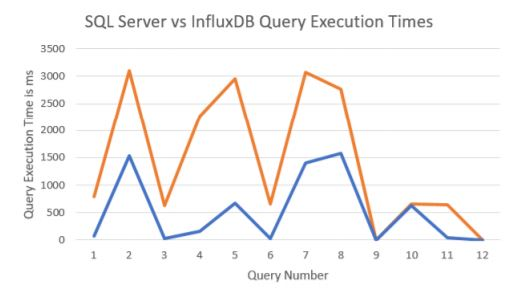 SQL Server vs InfluxDB Query Execution Times
3500
3000
2500
2000
1500
1000
500
0
Query Execution Time is ms
1 2 3 4 5 6 7 8 9 10 11 12
Query Number